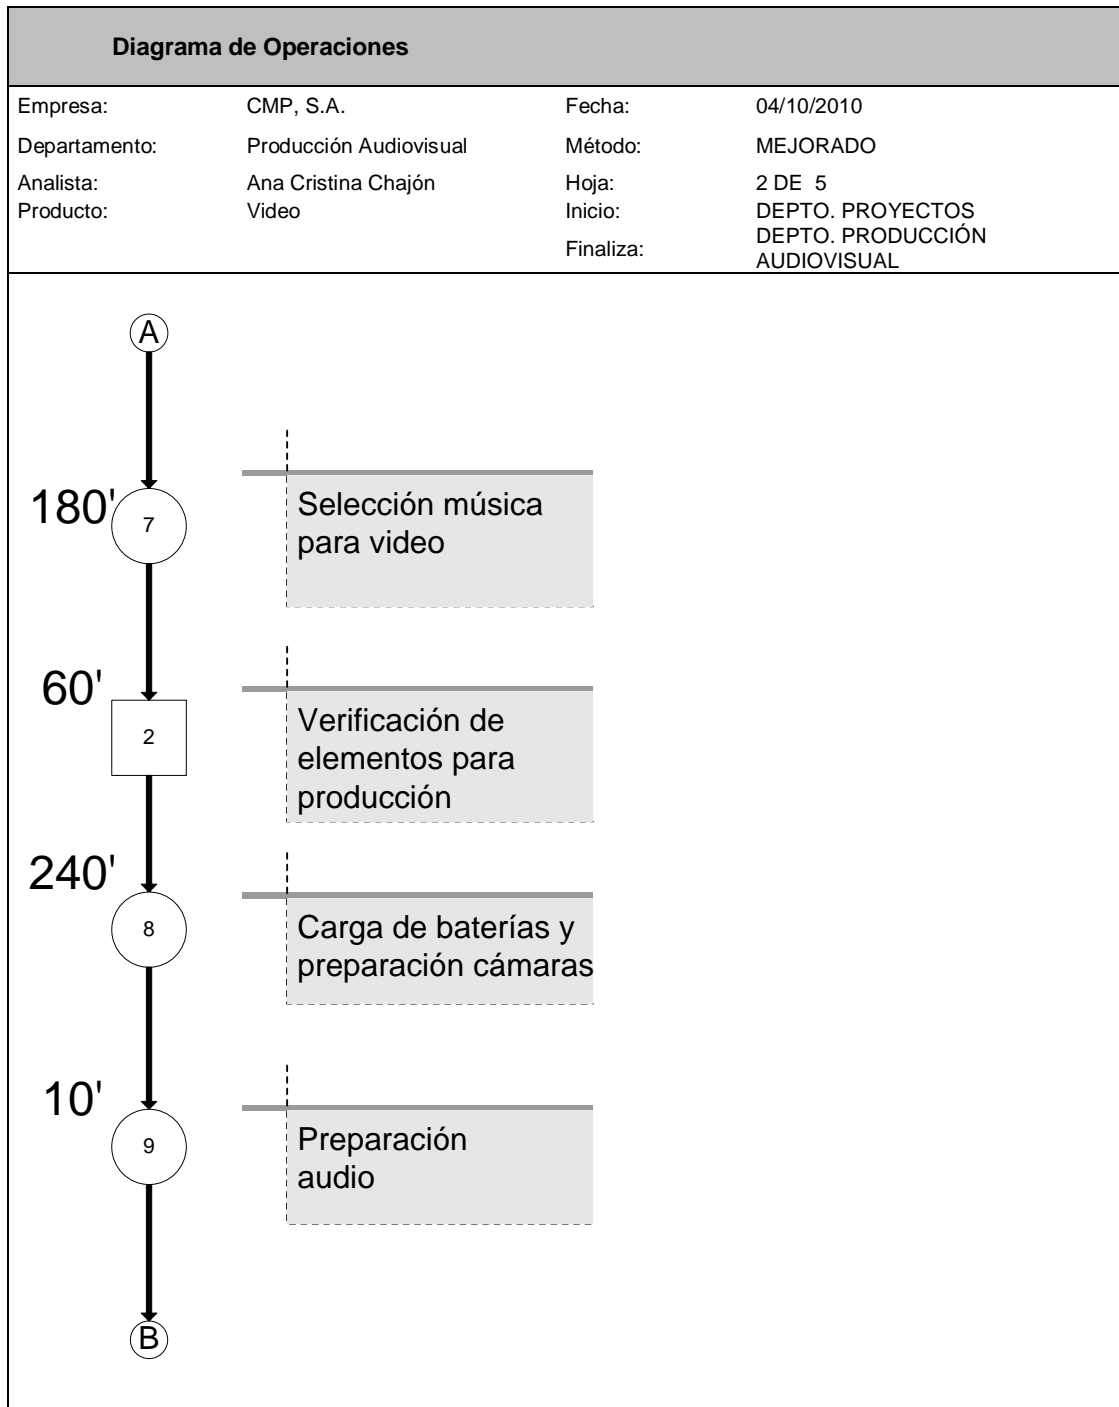 Diagrama de Operaciones
Empresa: CMP, S.A. Fecha: 04/10/2010
Departamento: Producción Audiovisual Método: MEJORADO
Analista: Ana Cristina Chajón Hoja: 2 DE 5
Producto: Video Inicio: DEPTO. PROYECTOS
Finaliza: DEPTO. PRODUCCIÓN
AUDIOVISUAL
A
180'
7
Selección música
para video
60'
2
Verificación de
elementos para
producción
240'
8
Carga de baterías y
preparación cámaras
10'
9
Preparación
audio
B